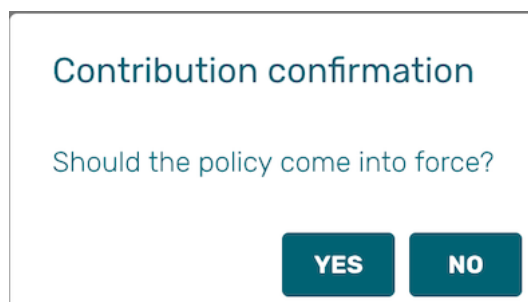 Contribution confirmation
Should the policy come into force?
YES NO